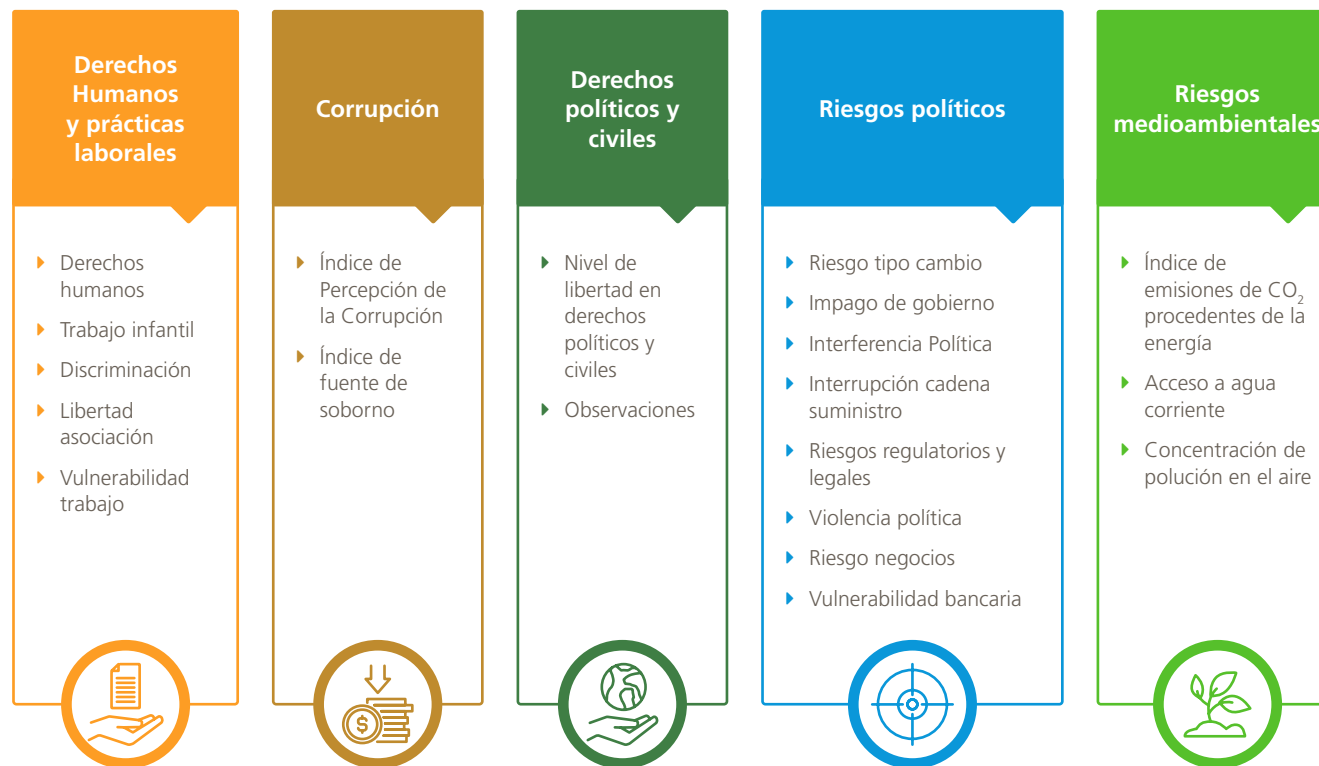 Derechos
Humanos
y prácticas
laborales
Derechos
humanos
Trabajo infantil
Discriminación
Libertad
asociación
Vulnerabilidad
trabajo
Corrupción
Índice de
Percepción de
la Corrupción
Índice de
fuente de
soborno
$
Derechos
políticos y
civiles
Nivel de
libertad en
derechos
políticos y
civiles
Observaciones
Riesgos políticos
Riesgo tipo cambio
Impago de gobierno
Interferencia Política
Interrupción cadena
suministro
Riesgos regulatorios y
legales
Violencia política
Riesgo negocios
Vulnerabilidad bancaria
Riesgos
medioambientales
Índice de
emisiones de CO₂
procedentes de la
energía
Acceso a agua
corriente
Concentración de
polución en el aire